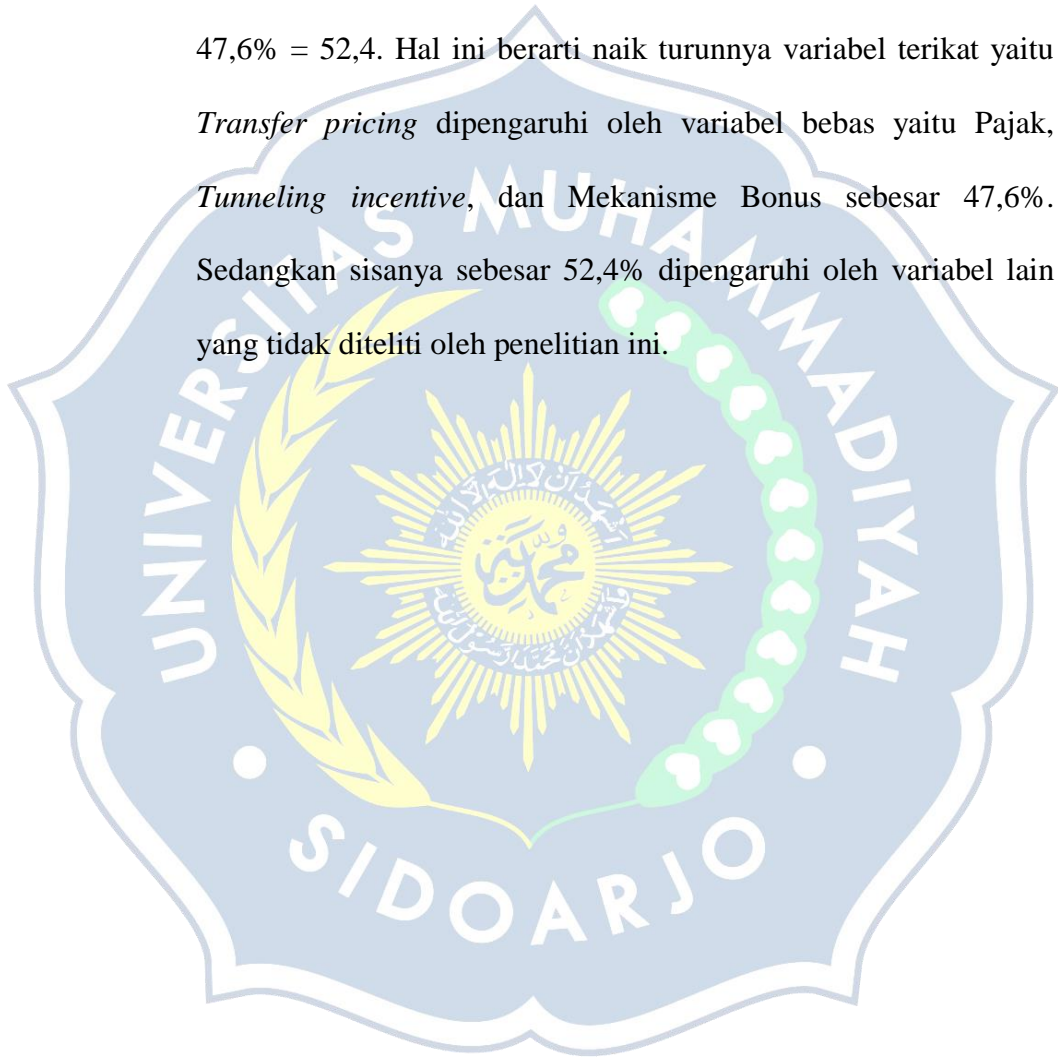 47,6% = 52,4. Hal ini berarti naik turunnya variabel terikat yaitu
Transfer pricing dipengaruhi oleh variabel bebas yaitu Pajak,
Tunneling incentive, dan Mekanisme Bonus sebesar 47,6%.
Sedangkan sisanya sebesar 52,4% dipengaruhi oleh variabel lain
yang tidak diteliti oleh penelitian ini.
UNIVERSITAS MUHAMMADIYAH
SIDOARJO